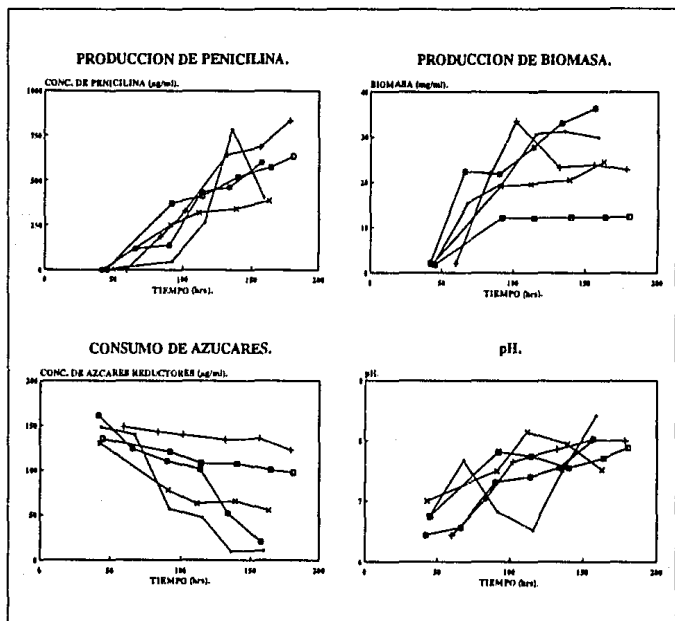 PRODUCCION DE PENICILINA.
CONC. DE PENICILINA (µg/ml).
1000
750
500
250
0
0 50 100 150 200
TIEMPO (hrs).
PRODUCCION DE BIOMASA.
BIOMASA (mg/ml).
40
30
20
10
0
0 50 100 150 200
TIEMPO (hrs).
CONSUMO DE AZUCARES.
CONC. DE AZCARES REDUCTORES (µg/ml).
200
150
100
50
0
0 50 100 150 200
TIEMPO (hrs).
pH.
pH.
9
8
7
6
0 50 100 150 200
TIEMPO (hrs).